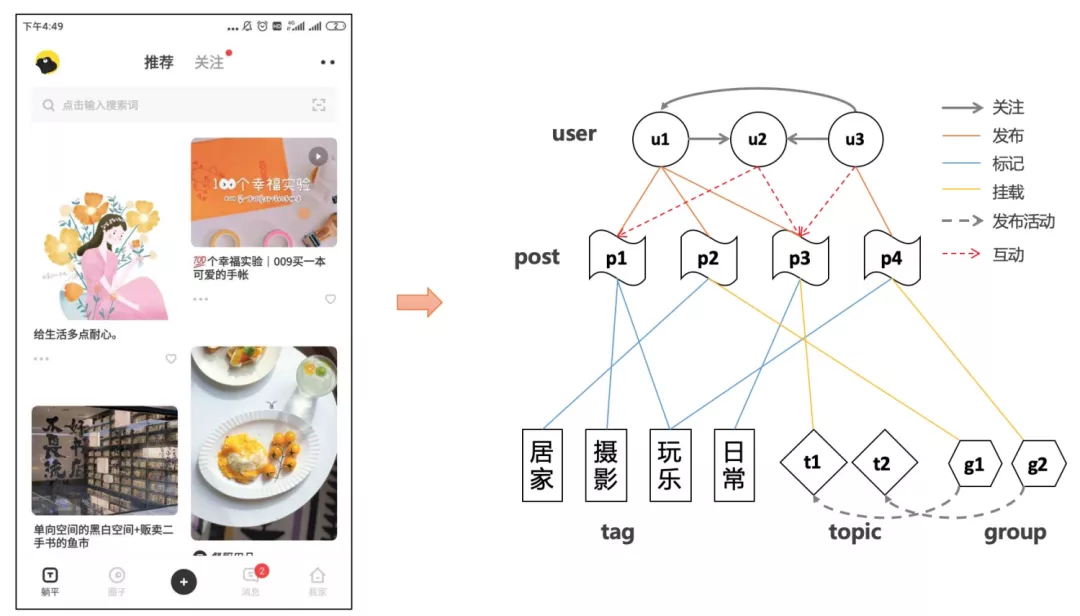 下午4:49
4G
HD
2
推荐
关注
点击输入搜索词
100个幸福实验
💯个幸福实验｜009买一本
可爱的手帐
给生活多点耐心。
单向空间的黑白空间+贩卖二
手书的鱼市
躺平
圈子
消息
2
我家
user
u1
u2
u3
post
p1
p2
p3
p4
居家
摄影
玩乐
日常
t1
t2
g1
g2
tag
topic
group
关注
发布
标记
挂载
发布活动
互动